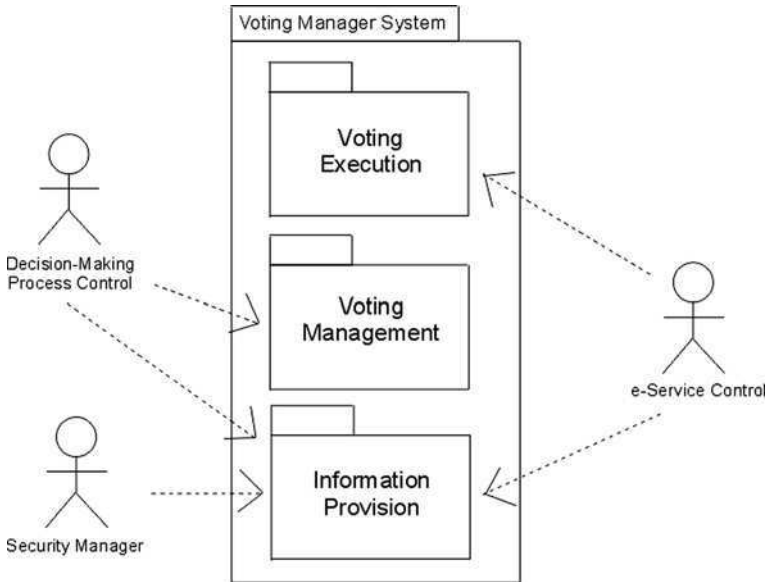 Voting Manager System
Voting
Execution
Decision-Making
Process Control
Voting
Management
e-Service Control
Information
Provision
Security Manager